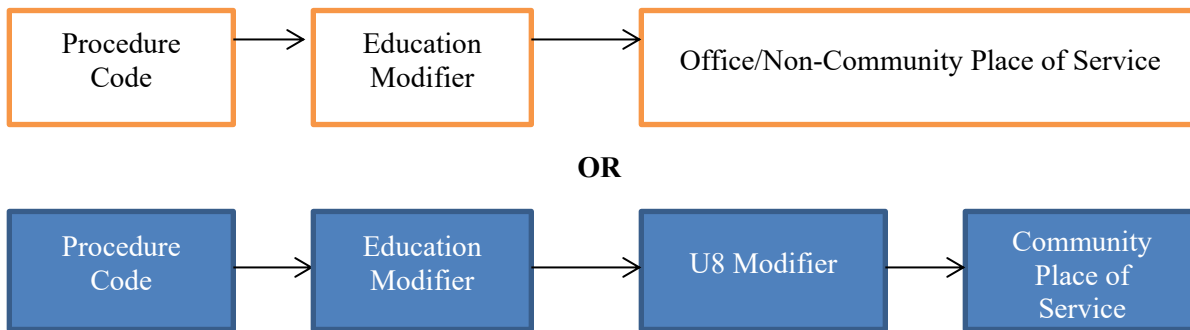 Procedure
Code
Education
Modifier
Office/Non-Community Place of Service
OR
Procedure
Code
Education
Modifier
U8 Modifier
Community
Place of
Service